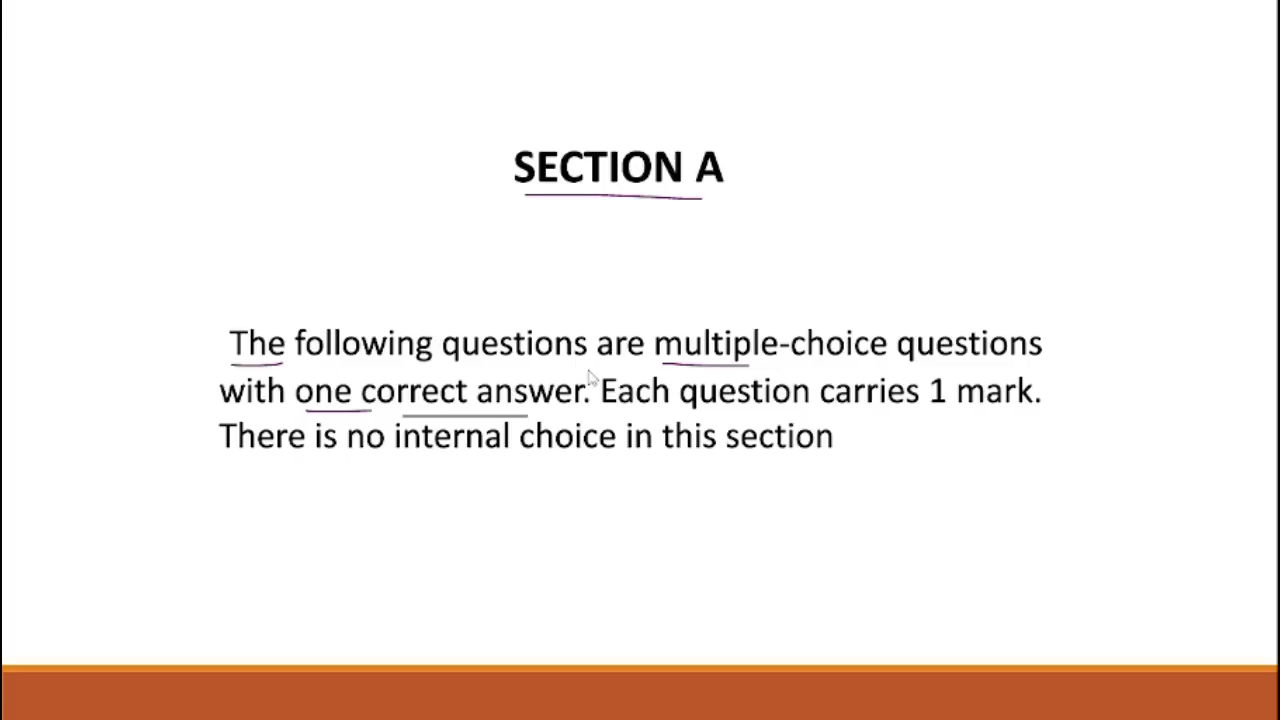 SECTION A
The following questions are multiple-choice questions
with one correct answer. Each question carries 1 mark.
There is no internal choice in this section